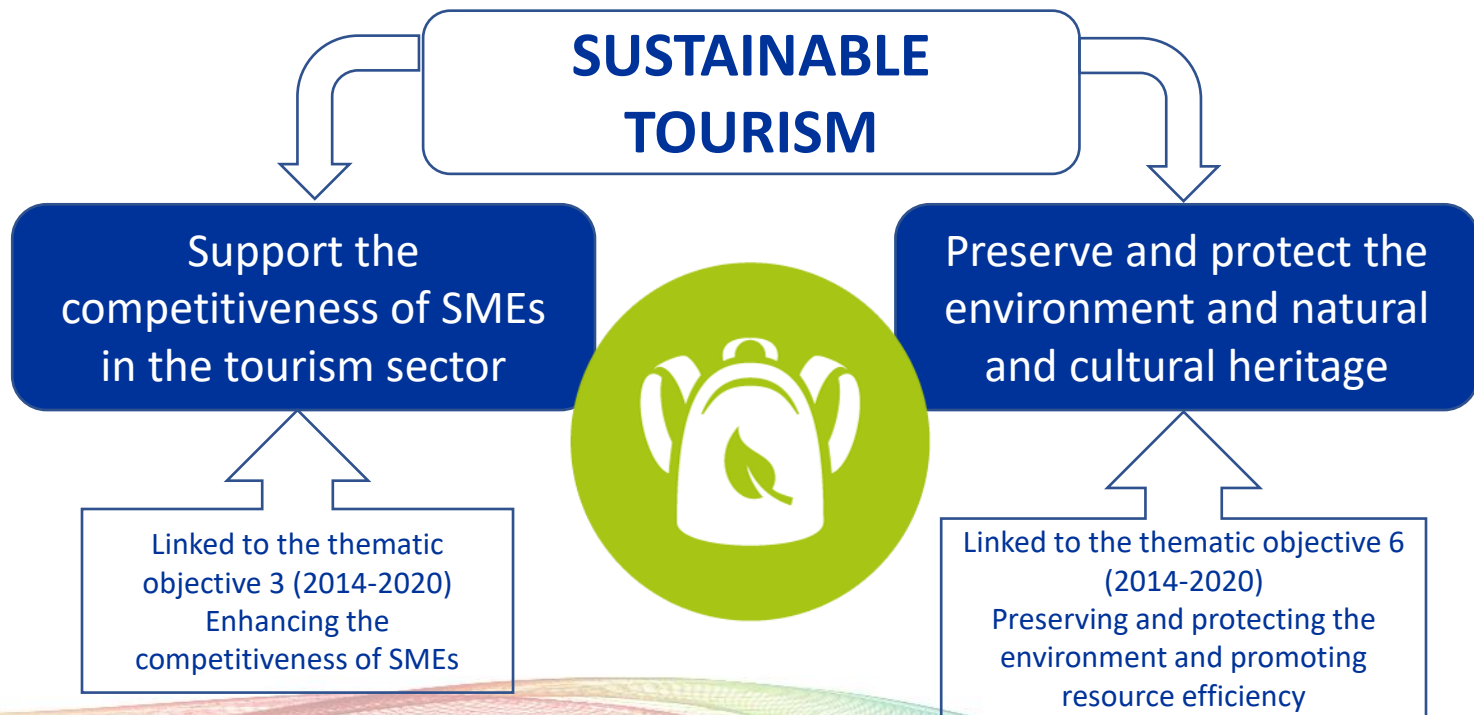 SUSTAINABLE
TOURISM
Support the
competitiveness of SMEs
in the tourism sector
Preserve and protect the
environment and natural
and cultural heritage
Linked to the thematic
objective 3 (2014-2020)
Enhancing the
competitiveness of SMEs
Linked to the thematic objective 6
(2014-2020)
Preserving and protecting the
environment and promoting
resource efficiency